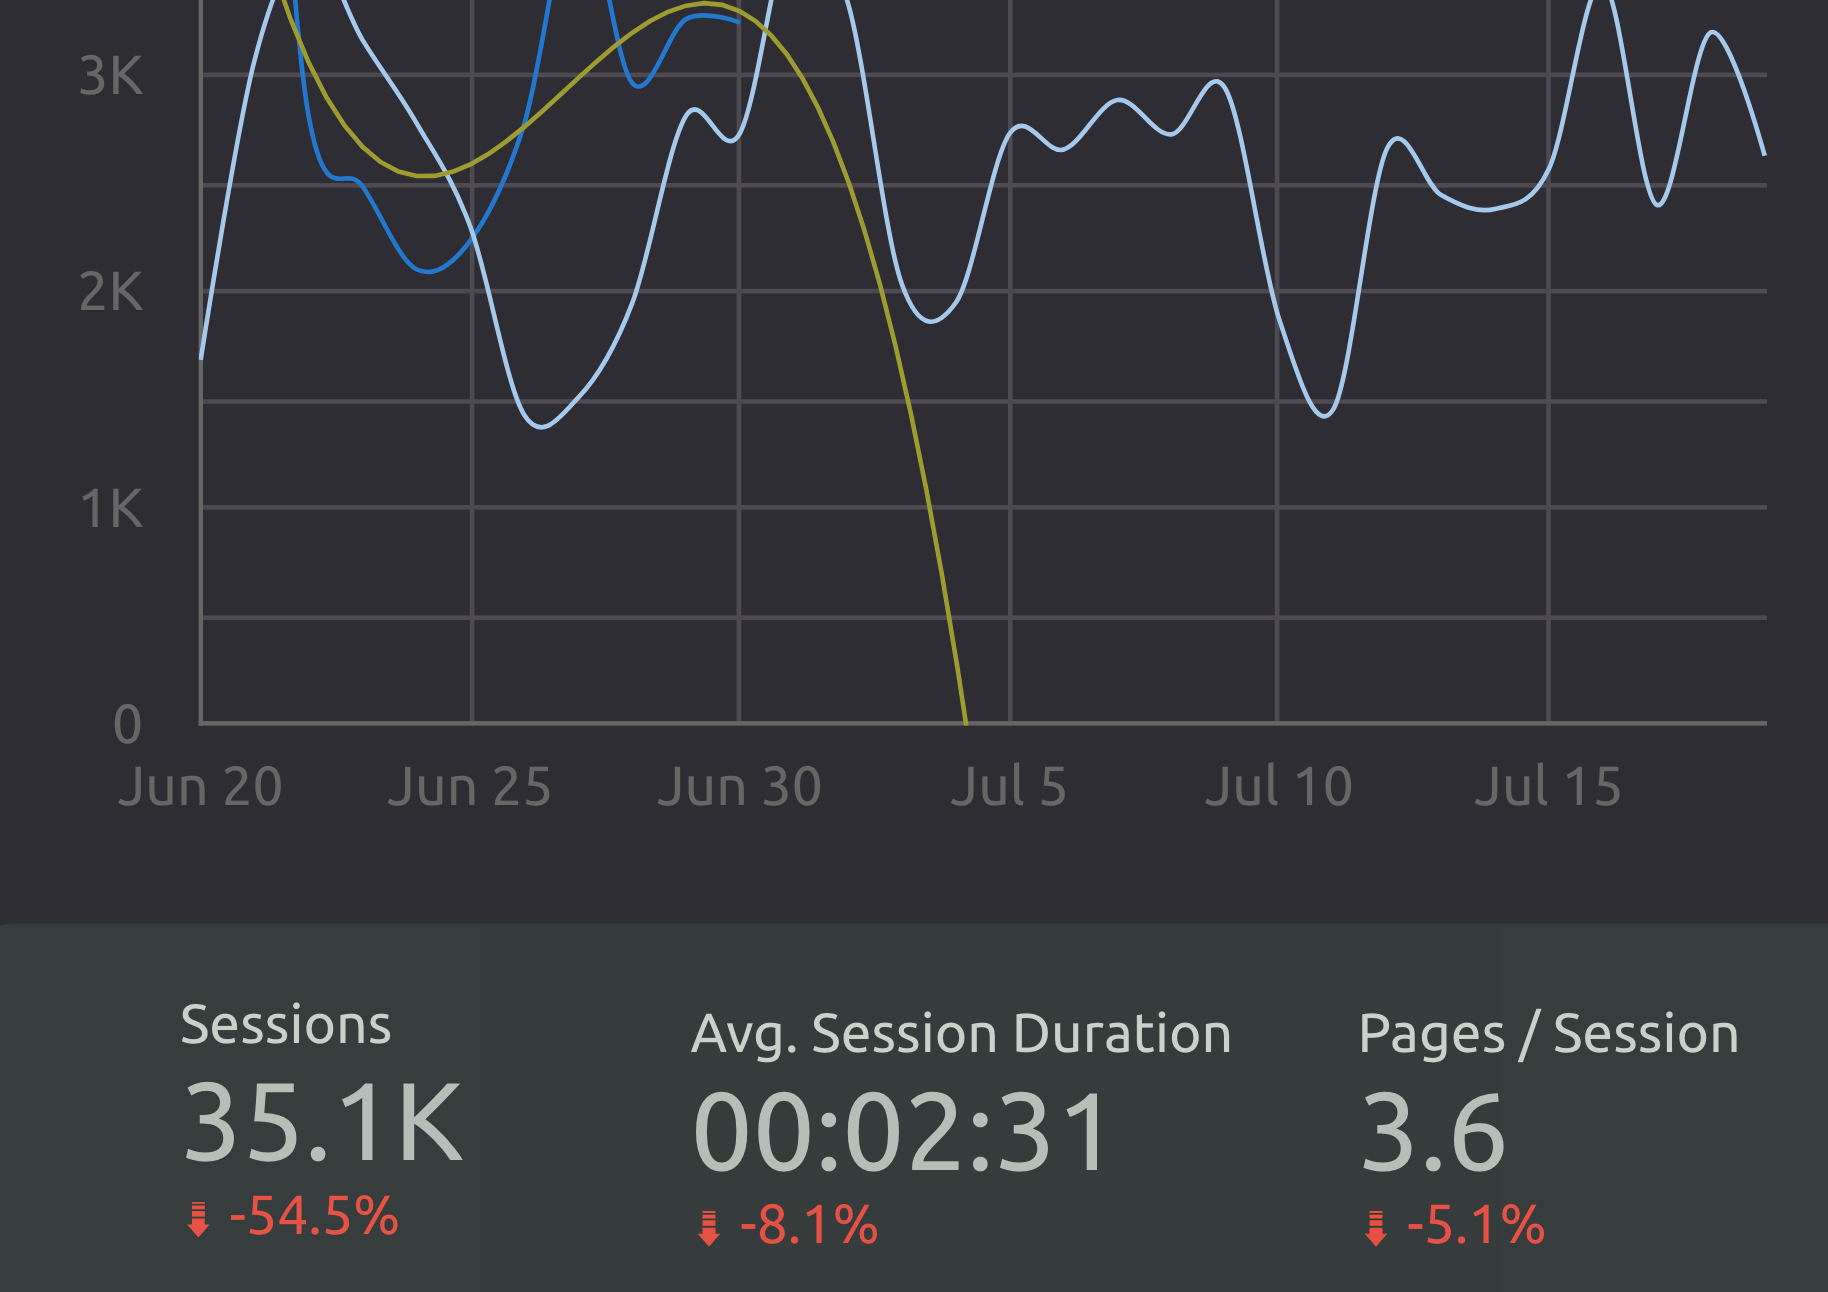 3K
2K
1K
0
Jun 20 Jun 25 Jun 30 Jul 5 Jul 10 Jul 15
Sessions
35.1K
-54.5%
Avg. Session Duration
00:02:31
-8.1%
Pages / Session
3.6
-5.1%